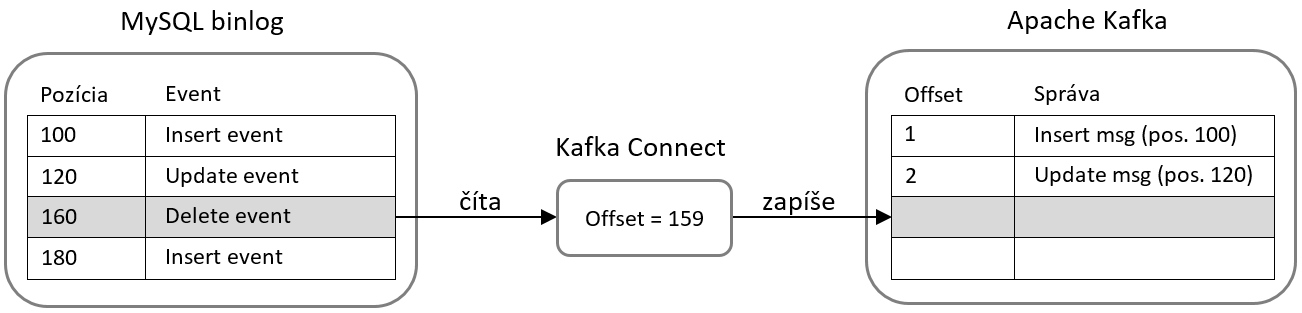 MySQL binlog
Pozícia Event
100 Insert event
120 Update event
160 Delete event
180 Insert event
číta
Kafka Connect
Offset = 159
zapíše
Apache Kafka
Offset Správa
1 Insert msg (pos. 100)
2 Update msg (pos. 120)